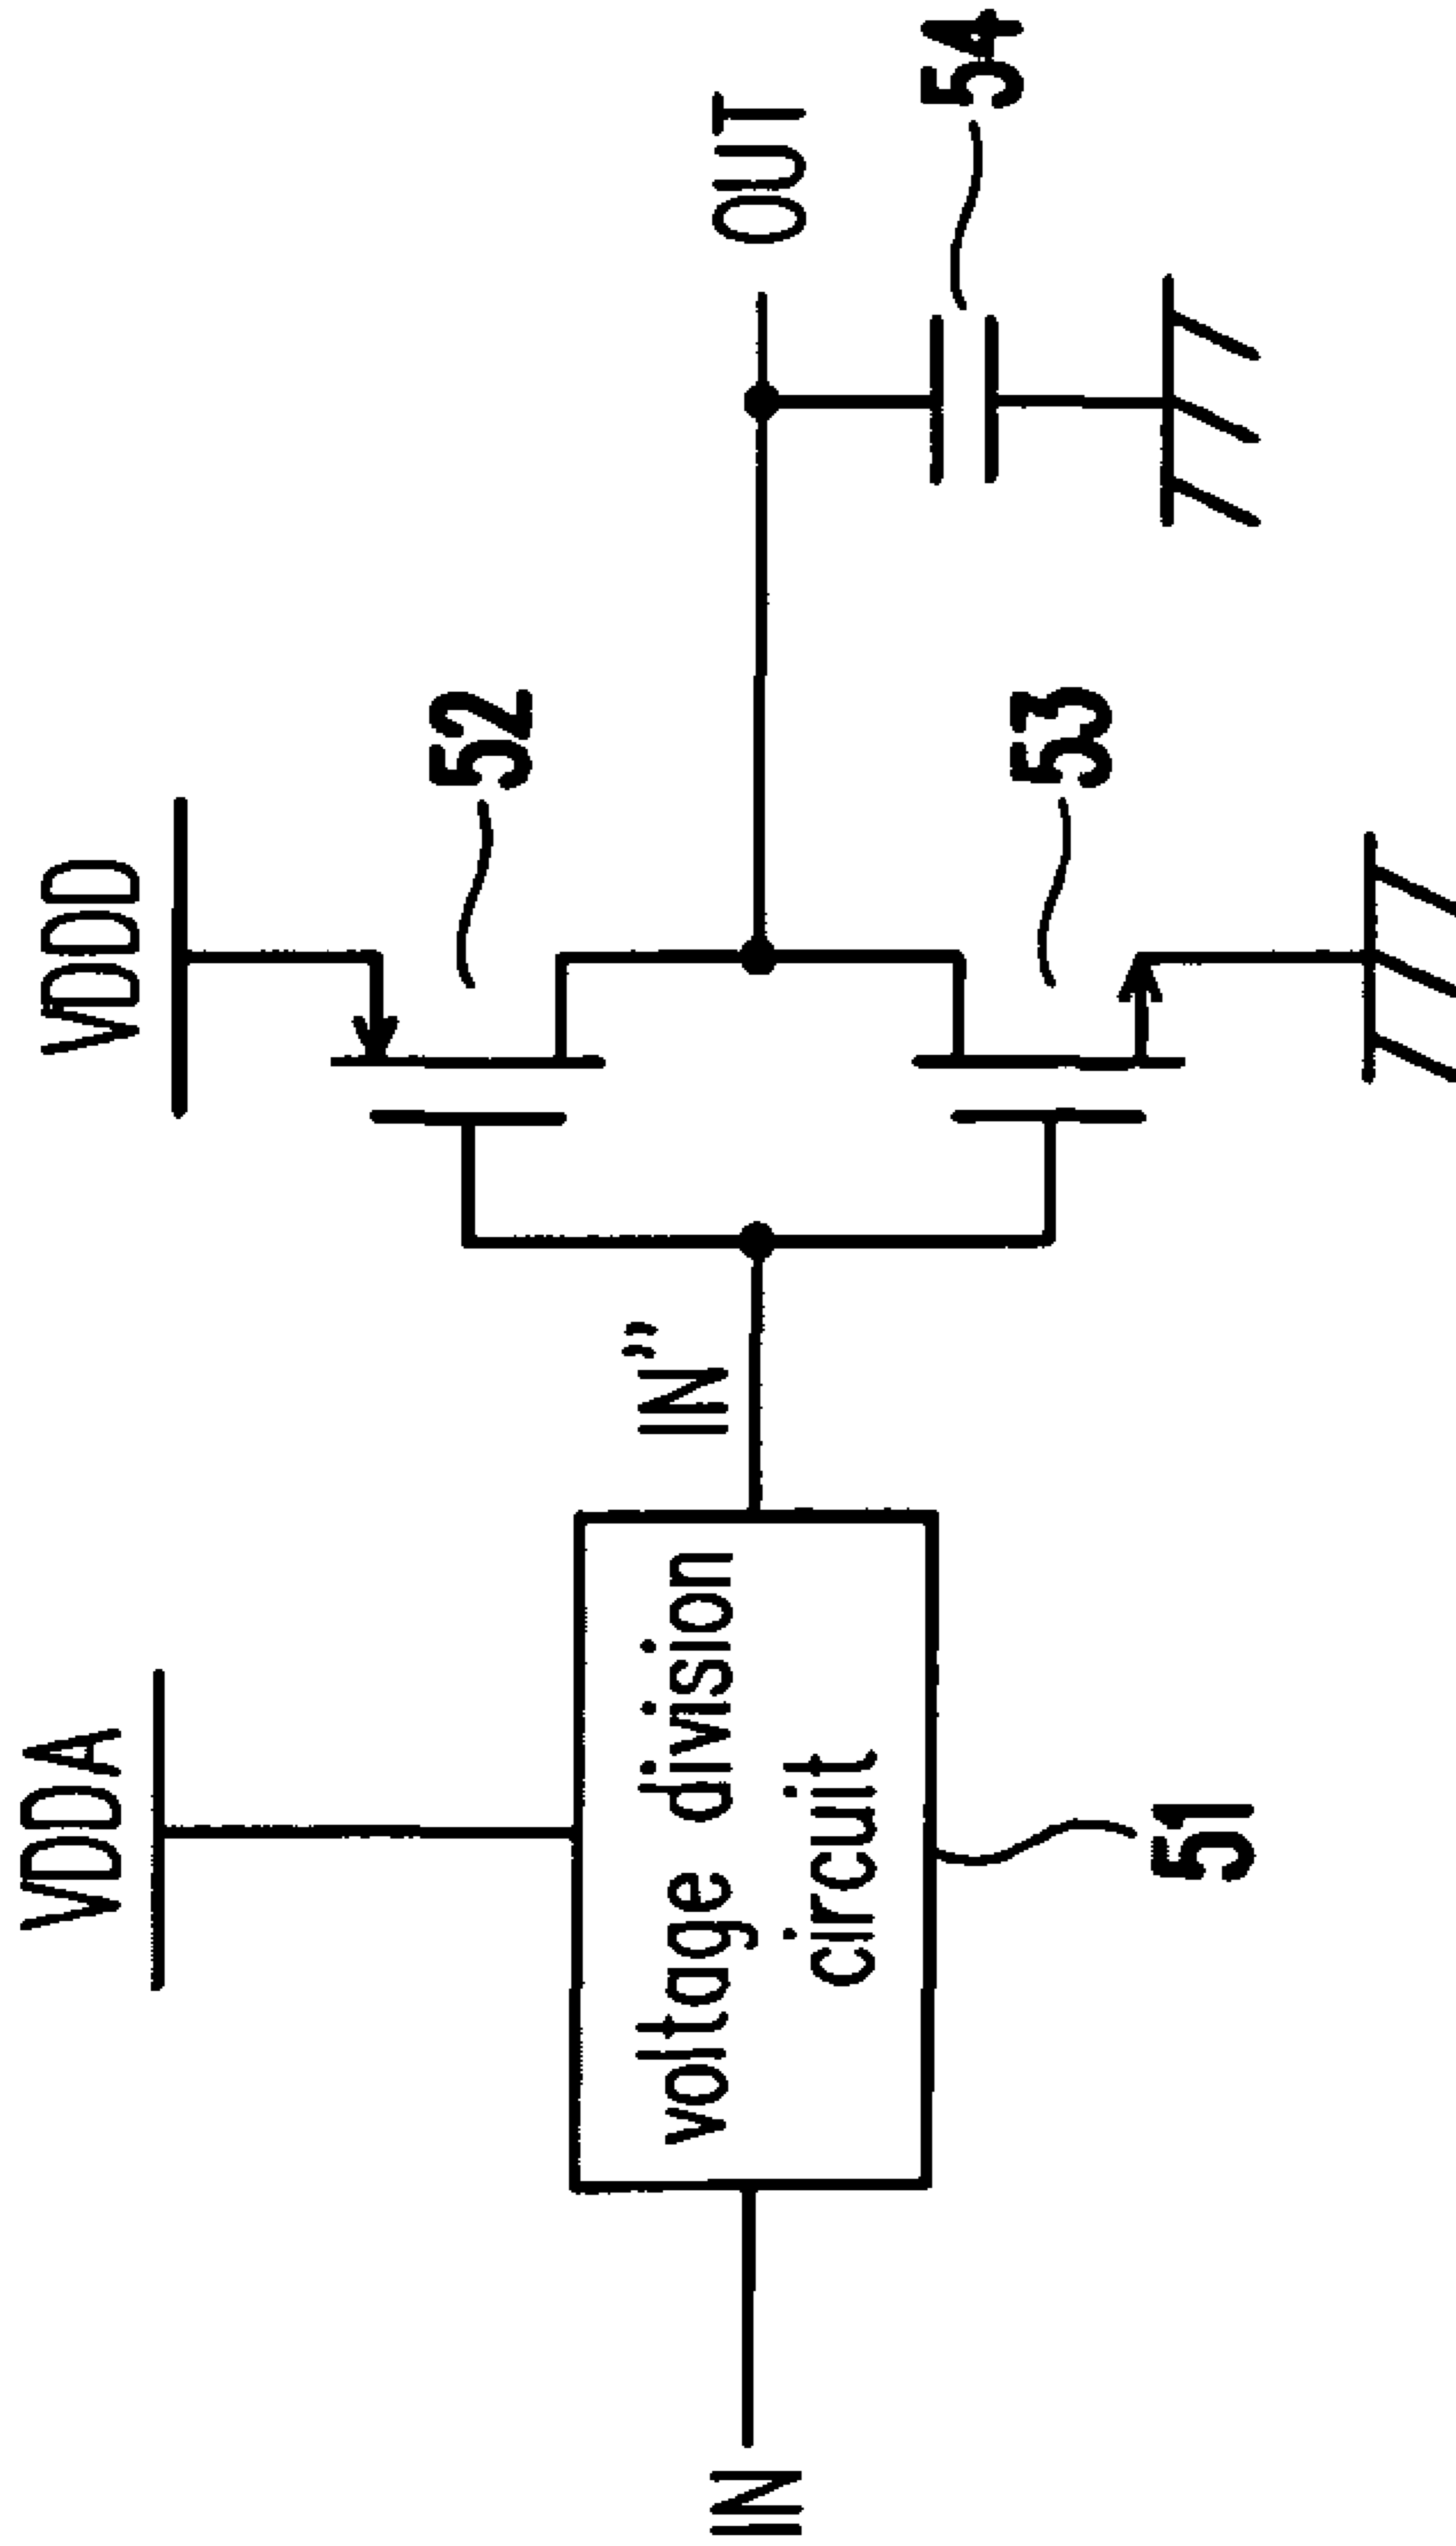 VDDA
VDDD
IN
voltage division
circuit
51
IN”
52
53
OUT
54